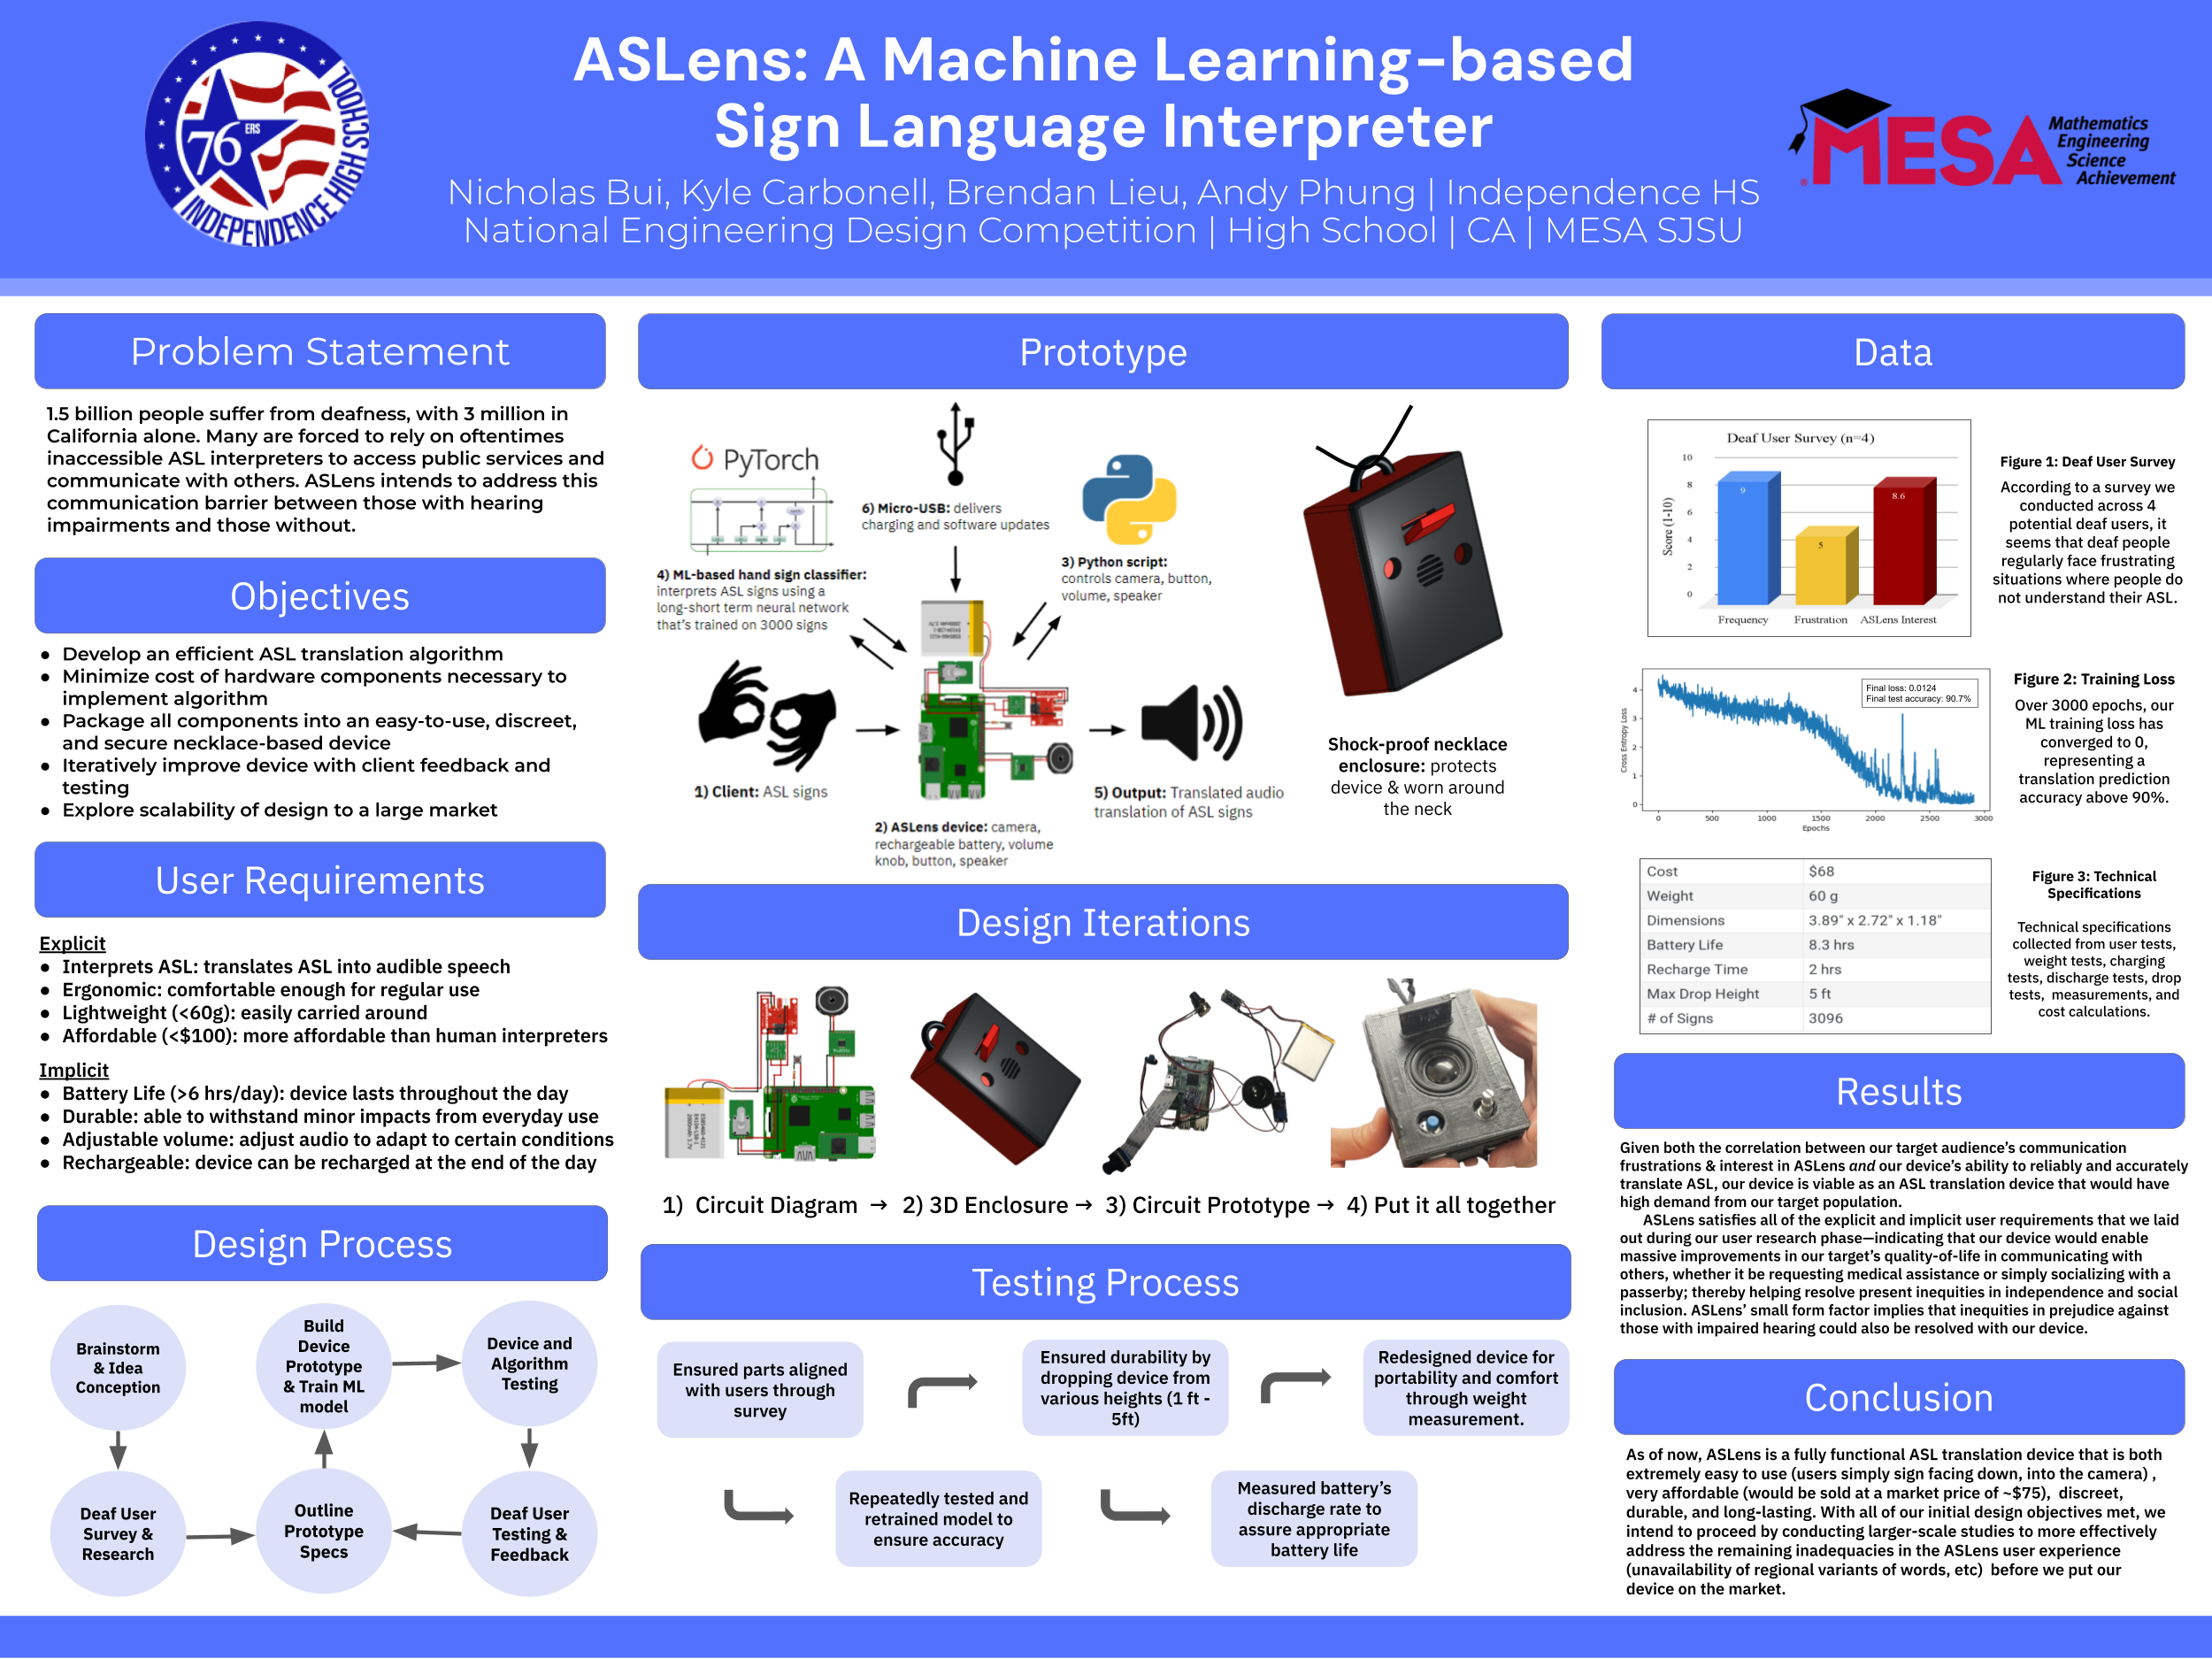 INDEPENDENCE HIGH SCHOOL
76
ERS
ASLens: A Machine Learning-based
Sign Language Interpreter
Nicholas Bui, Kyle Carbonell, Brendan Lieu, Andy Phung | Independence HS
National Engineering Design Competition | High School | CA | MESA SJSU
MESA
Mathematics
Engineering
Science
Achievement
Problem Statement
1.5 billion people suffer from deafness, with 3 million in
California alone. Many are forced to rely on oftentimes
inaccessible ASL interpreters to access public services and
communicate with others. ASLens intends to address this
communication barrier between those with hearing
impairments and those without.
Objectives
● Develop an efficient ASL translation algorithm
● Minimize cost of hardware components necessary to
implement algorithm
● Package all components into an easy-to-use, discreet,
and secure necklace-based device
● Iteratively improve device with client feedback and
testing
● Explore scalability of design to a large market
User Requirements
Explicit
● Interprets ASL: translates ASL into audible speech
● Ergonomic: comfortable enough for regular use
● Lightweight (<60g): easily carried around
● Affordable (<$100): more affordable than human interpreters
Implicit
● Battery Life (>6 hrs/day): device lasts throughout the day
● Durable: able to withstand minor impacts from everyday use
● Adjustable volume: adjust audio to adapt to certain conditions
● Rechargeable: device can be recharged at the end of the day
Design Process
Brainstorm
& Idea
Conception
Build
Device
Prototype
& Train ML
model
Device and
Algorithm
Testing
Deaf User
Survey &
Research
Outline
Prototype
Specs
Deaf User
Testing &
Feedback
Prototype
PyTorch
6) Micro-USB: delivers
charging and software updates
3) Python script:
controls camera, button,
volume, speaker
4) ML-based hand sign classifier:
interprets ASL signs using a
long-short term neural network
that's trained on 3000 signs
1) Client: ASL signs
2) ASLens device: camera,
rechargeable battery, volume
knob, button, speaker
5) Output: Translated audio
translation of ASL signs
Shock-proof necklace
enclosure: protects
device & worn around
the neck
Design Iterations
1) Circuit Diagram → 2) 3D Enclosure → 3) Circuit Prototype → 4) Put it all together
Testing Process
Ensured parts aligned
with users through
survey
Repeatedly tested and
retrained model to
ensure accuracy
Ensured durability by
dropping device from
various heights (1 ft -
5ft)
Measured battery's
discharge rate to
assure appropriate
battery life
Redesigned device for
portability and comfort
through weight
measurement.
Data
Deaf User Survey (n=4)
Score (1-10)
10
8
6
4
2
0
9
5
8.6
Frequency Frustration ASLens Interest
Figure 1: Deaf User Survey
According to a survey we
conducted across 4
potential deaf users, it
seems that deaf people
regularly face frustrating
situations where people do
not understand their ASL.
Final loss: 0.0124
Final test accuracy: 90.7%
Cross Entropy Loss
4
3
2
1
0
0 500 1000 1500 2000 2500 3000
Epochs
Figure 2: Training Loss
Over 3000 epochs, our
ML training loss has
converged to 0,
representing a
translation prediction
accuracy above 90%.
Cost $68
Weight 60 g
Dimensions 3.89" x 2.72" x 1.18"
Battery Life 8.3 hrs
Recharge Time 2 hrs
Max Drop Height 5 ft
# of Signs 3096
Figure 3: Technical
Specifications
Technical specifications
collected from user tests,
weight tests, charging
tests, discharge tests, drop
tests, measurements, and
cost calculations.
Results
Given both the correlation between our target audience's communication
frustrations & interest in ASLens and our device's ability to reliably and accurately
translate ASL, our device is viable as an ASL translation device that would have
high demand from our target population.
ASLens satisfies all of the explicit and implicit user requirements that we laid
out during our user research phase—indicating that our device would enable
massive improvements in our target's quality-of-life in communicating with
others, whether it be requesting medical assistance or simply socializing with a
passerby; thereby helping resolve present inequities in independence and social
inclusion. ASLens' small form factor implies that inequities in prejudice against
those with impaired hearing could also be resolved with our device.
Conclusion
As of now, ASLens is a fully functional ASL translation device that is both
extremely easy to use (users simply sign facing down, into the camera) ,
very affordable (would be sold at a market price of ~$75), discreet,
durable, and long-lasting. With all of our initial design objectives met, we
intend to proceed by conducting larger-scale studies to more effectively
address the remaining inadequacies in the ASLens user experience
(unavailability of regional variants of words, etc) before we put our
device on the market.